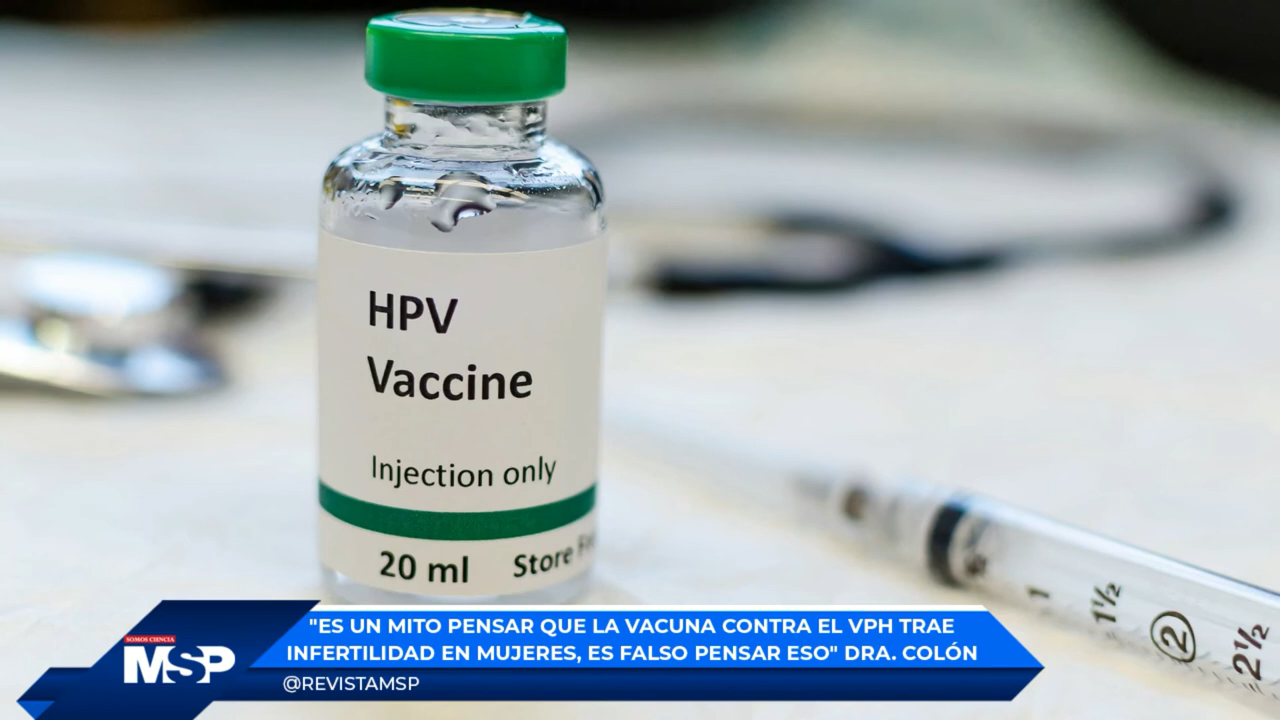 HPV
Vaccine
Injection only
20 ml Store
1
1½
2
2½
SOMOS CIENCIA
MSP
"ES UN MITO PENSAR QUE LA VACUNA CONTRA EL VPH TRAE
INFERTILIDAD EN MUJERES, ES FALSO PENSAR ESO" DRA. COLÓN
@REVISTAMSP